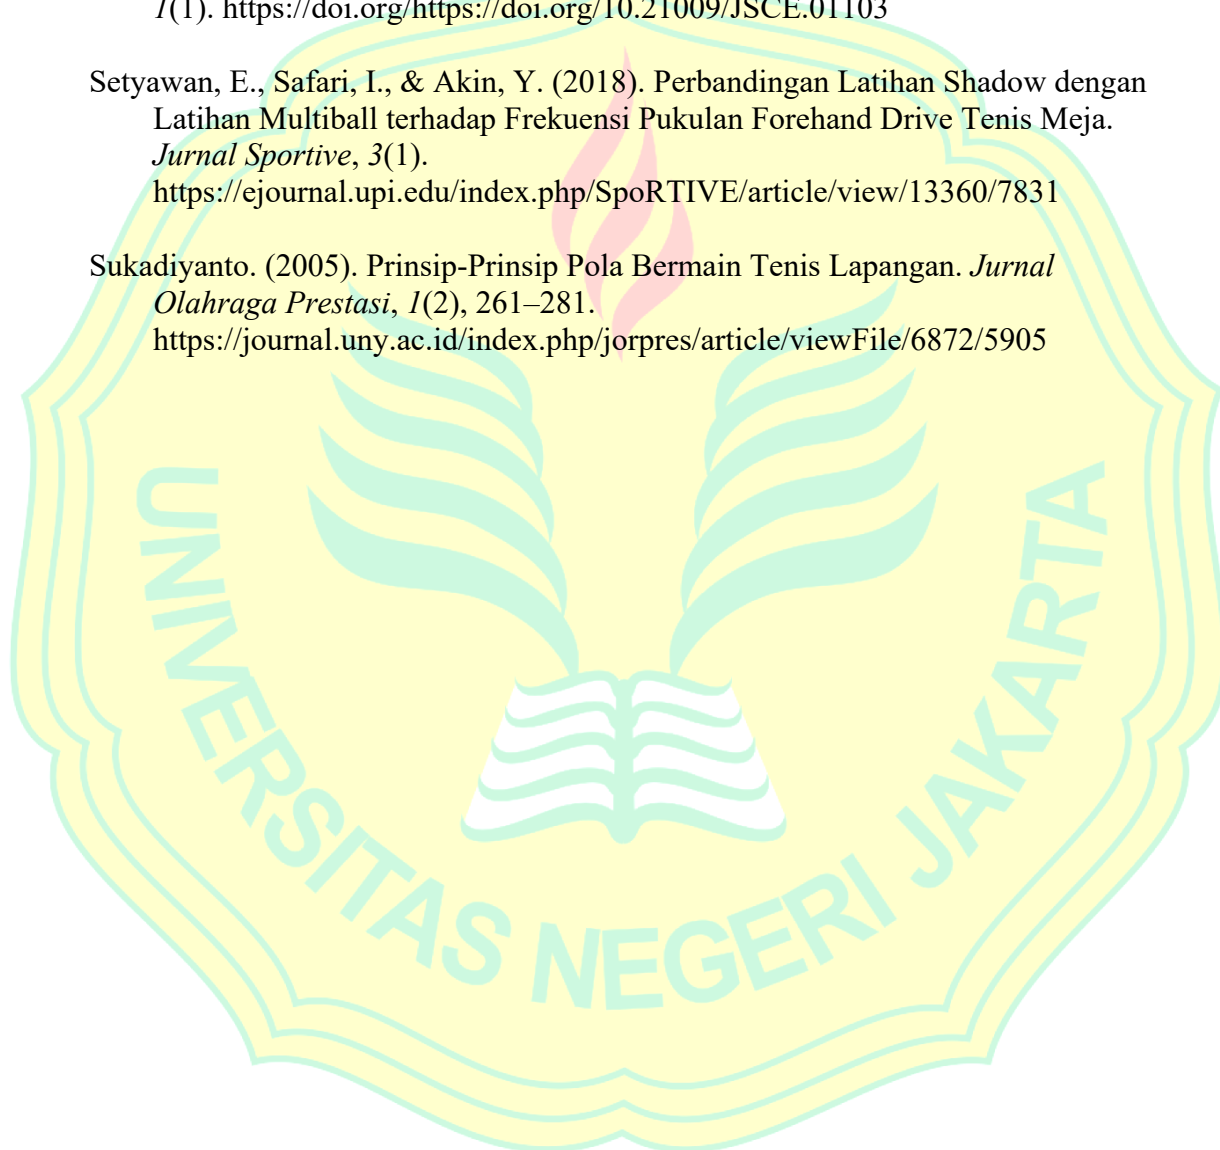 1(1). https://doi.org/https://doi.org/10.21009/JSCE.01103
Setyawan, E., Safari, I., & Akin, Y. (2018). Perbandingan Latihan Shadow dengan
Latihan Multiball terhadap Frekuensi Pukulan Forehand Drive Tenis Meja.
Jurnal Sportive, 3(1).
https://ejournal.upi.edu/index.php/SpoRTIVE/article/view/13360/7831
Sukadiyanto. (2005). Prinsip-Prinsip Pola Bermain Tenis Lapangan. Jurnal
Olahraga Prestasi, 1(2), 261–281.
https://journal.uny.ac.id/index.php/jorpres/article/viewFile/6872/5905
UNIVERSITAS NEGERI JAKARTA